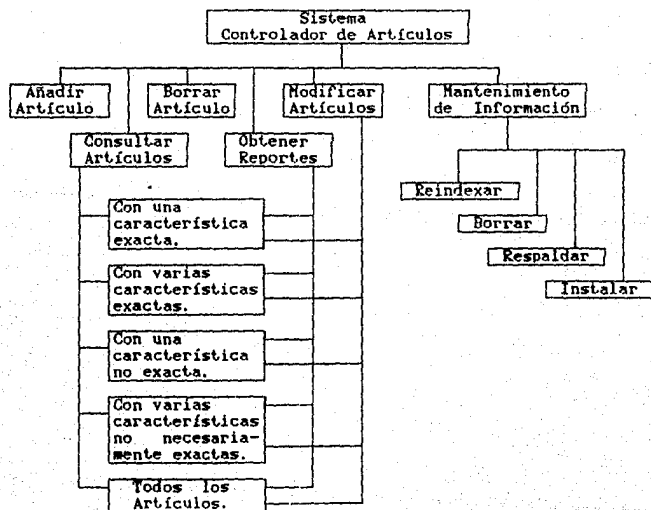 Sistema
Controlador de Artículos
Añadir
Artículo
Borrar
Artículo
Modificar
Artículos
Mantenimiento
de Información
Consultar
Artículos
Obtener
Reportes
Reindexar
Borrar
Respaldar
Instalar
Con una
característica
exacta.
Con varias
características
exactas.
Con una
característica
no exacta.
Con varias
características
no necesaria-
mente exactas.
Todos los
Artículos.